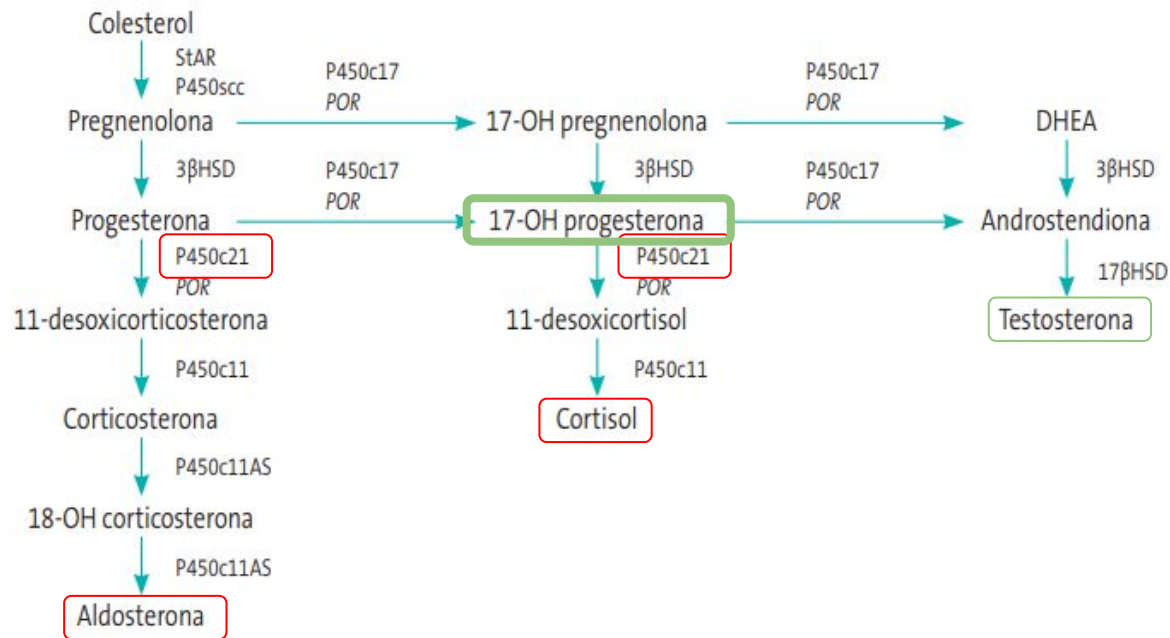 Colesterol
StAR
P450scc
P450c17
POR
P450c17
POR
Pregnenolona
17-OH pregnenolona
DHEA
3βHSD
P450c17
POR
3βHSD
P450c17
POR
3βHSD
Progesterona
17-OH progesterona
Androstendiona
P450c21
POR
P450c21
POR
17βHSD
11-desoxicorticosterona
11-desoxicortisol
Testosterona
P450c11
P450c11
Corticosterona
Cortisol
P450c11AS
18-OH corticosterona
P450c11AS
Aldosterona